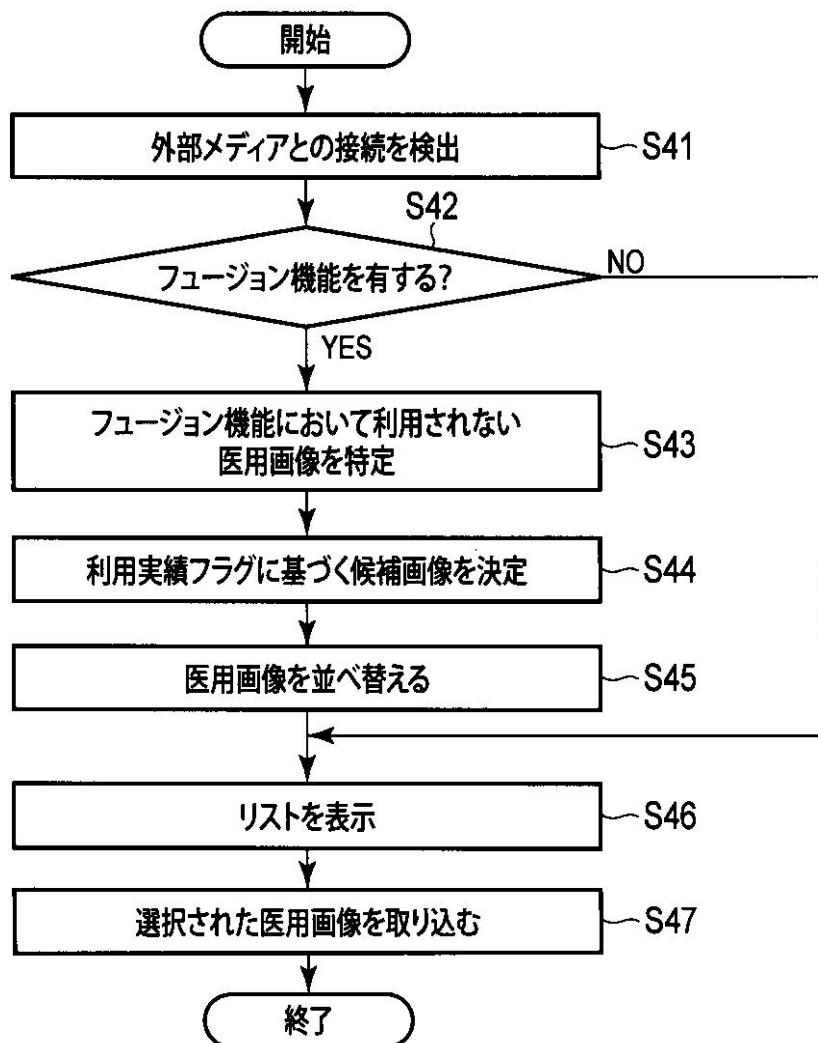 開始
外部メディアとの接続を検出
S41
S42
フュージョン機能を有する?
NO
YES
フュージョン機能において利用されない
医用画像を特定
S43
利用実績フラグに基づく候補画像を決定
S44
医用画像を並べ替える
S45
リストを表示
S46
選択された医用画像を取り込む
S47
終了